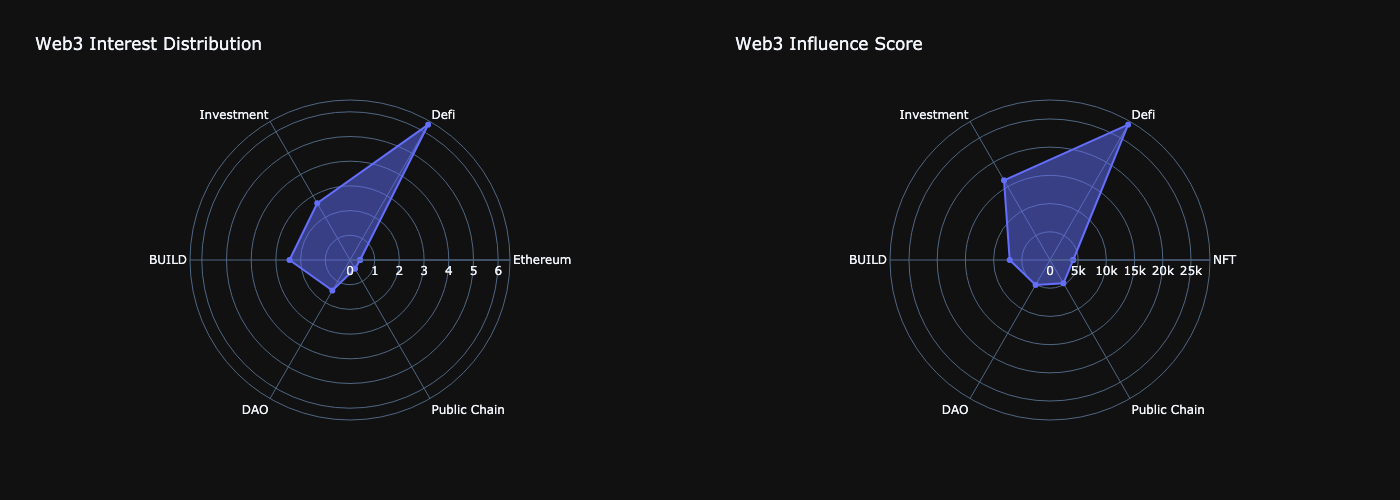 Web3 Interest Distribution
Investment
Defi
BUILD
Ethereum
0 1 2 3 4 5 6
DAO
Public Chain
Web3 Influence Score
Investment
Defi
BUILD
NFT
0 5k 10k 15k 20k 25k
DAO
Public Chain